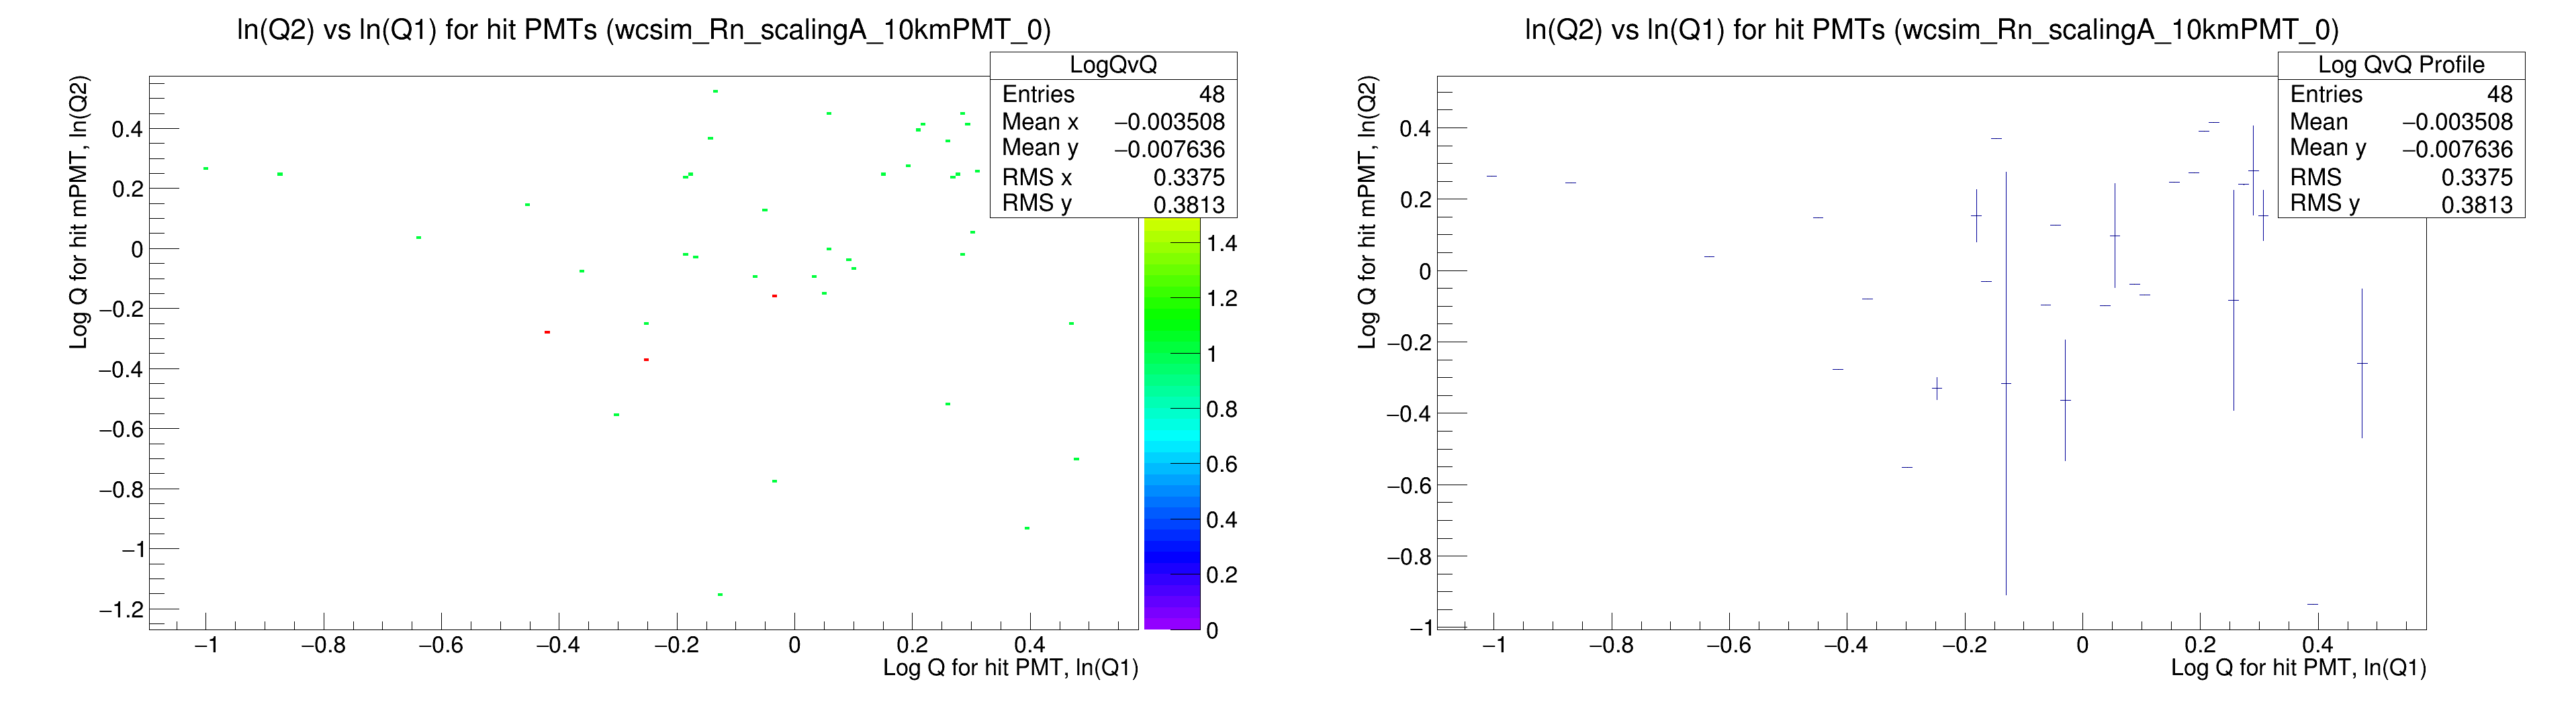 ln(Q2) vs ln(Q1) for hit PMTs (wcsim_Rn_scalingA_10kmPMT_0)
LogQvQ
Entries 48
Mean x −0.003508
Mean y −0.007636
RMS x 0.3375
RMS y 0.3813
Log Q for hit mPMT, ln(Q2)
0.4
0.2
0
−0.2
−0.4
−0.6
−0.8
−1
−1.2
−1 −0.8 −0.6 −0.4 −0.2 0 0.2 0.4
Log Q for hit PMT, ln(Q1)
1.4
1.2
1
0.8
0.6
0.4
0.2
0
ln(Q2) vs ln(Q1) for hit PMTs (wcsim_Rn_scalingA_10kmPMT_0)
Log QvQ Profile
Entries 48
Mean −0.003508
Mean y −0.007636
RMS 0.3375
RMS y 0.3813
Log Q for hit mPMT, ln(Q2)
0.4
0.2
0
−0.2
−0.4
−0.6
−0.8
−1
−1 −0.8 −0.6 −0.4 −0.2 0 0.2 0.4
Log Q for hit PMT, ln(Q1)